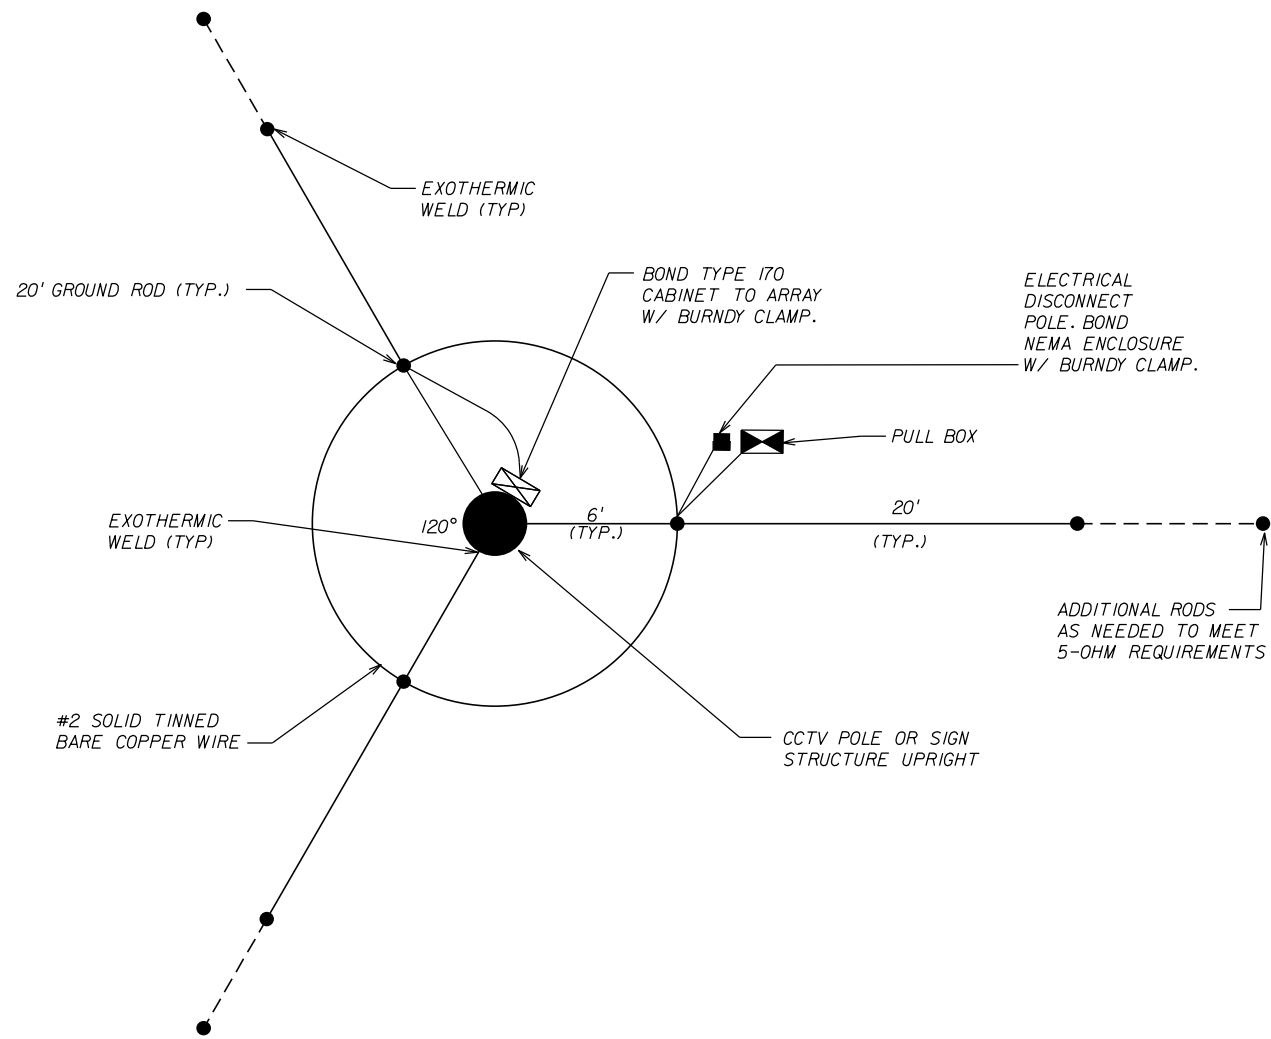 EXOTHERMIC
WELD (TYP)
BOND TYPE 170
CABINET TO ARRAY
W/ BURNDY CLAMP.
ELECTRICAL
DISCONNECT
POLE. BOND
NEMA ENCLOSURE
W/ BURNDY CLAMP.
20' GROUND ROD (TYP.)
PULL BOX
EXOTHERMIC
WELD (TYP)
120°
6'
(TYP.)
20'
(TYP.)
ADDITIONAL RODS
AS NEEDED TO MEET
5-OHM REQUIREMENTS
#2 SOLID TINNED
BARE COPPER WIRE
CCTV POLE OR SIGN
STRUCTURE UPRIGHT